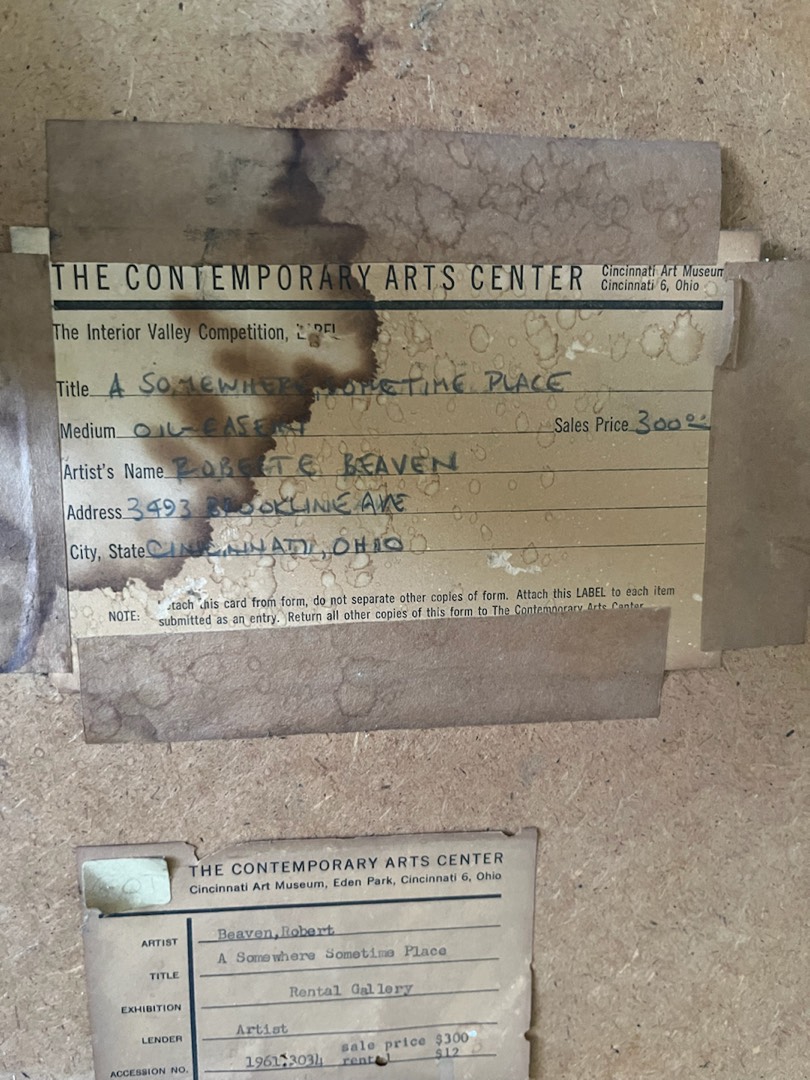 THE CONTEMPORARY ARTS CENTER
Cincinnati Art Museum
Cincinnati 6, Ohio
The Interior Valley Competition,
Title A SOMEWHERE, SOMETIME PLACE
Medium OIL Sales Price 300.00
Artist's Name ROBERT E BEAVEN
Address 3493 BROOKLINE AVE
City, State CINCINNATI, OHIO
NOTE: this card from form, do not separate other copies of form. Attach this LABEL to each item
submitted as an entry. Return all other copies of this form to The Contemporary Arts Center
THE CONTEMPORARY ARTS CENTER
Cincinnati Art Museum, Eden Park, Cincinnati 6, Ohio
ARTIST Beaven,Robert
TITLE A Somewhere Sometime Place
EXHIBITION Rental Gallery
LENDER Artist
sale price $300
ACCESSION NO. 1961:3034 rental $12